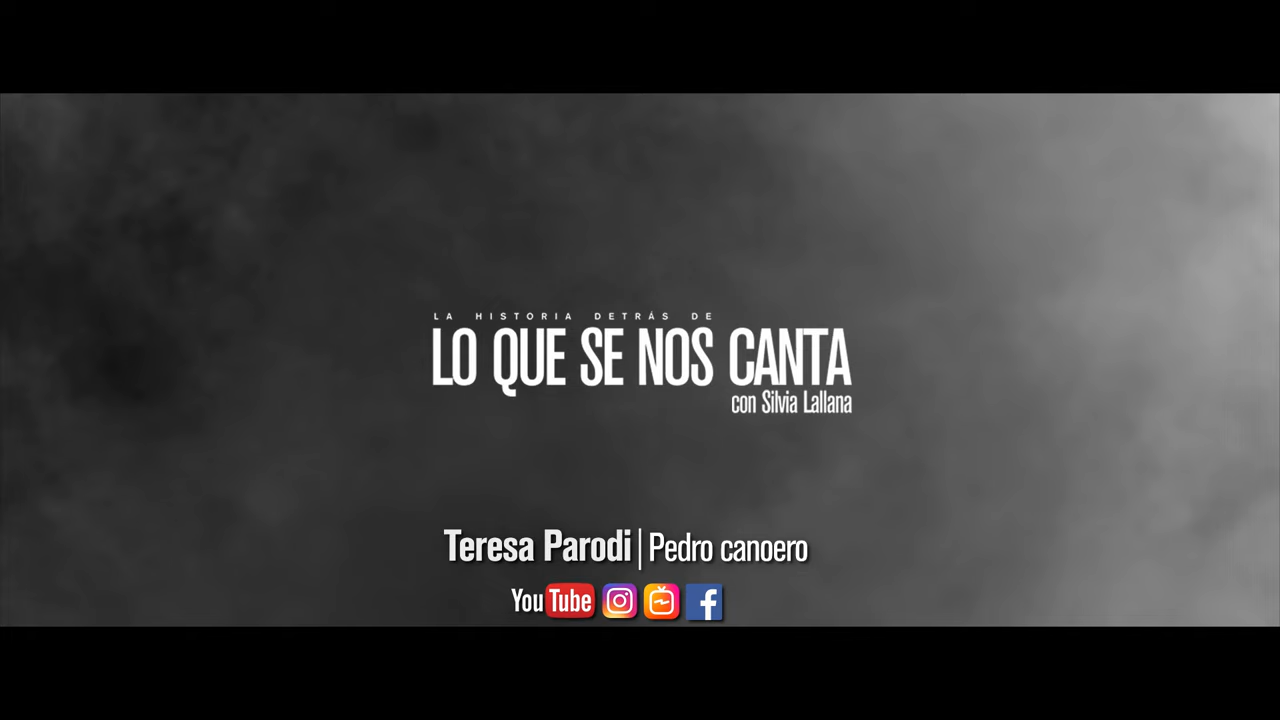 LA HISTORIA DETRÁS DE
LO QUE SE NOS CANTA
con Silvia Lallana
Teresa Parodi | Pedro canoero
YouTube